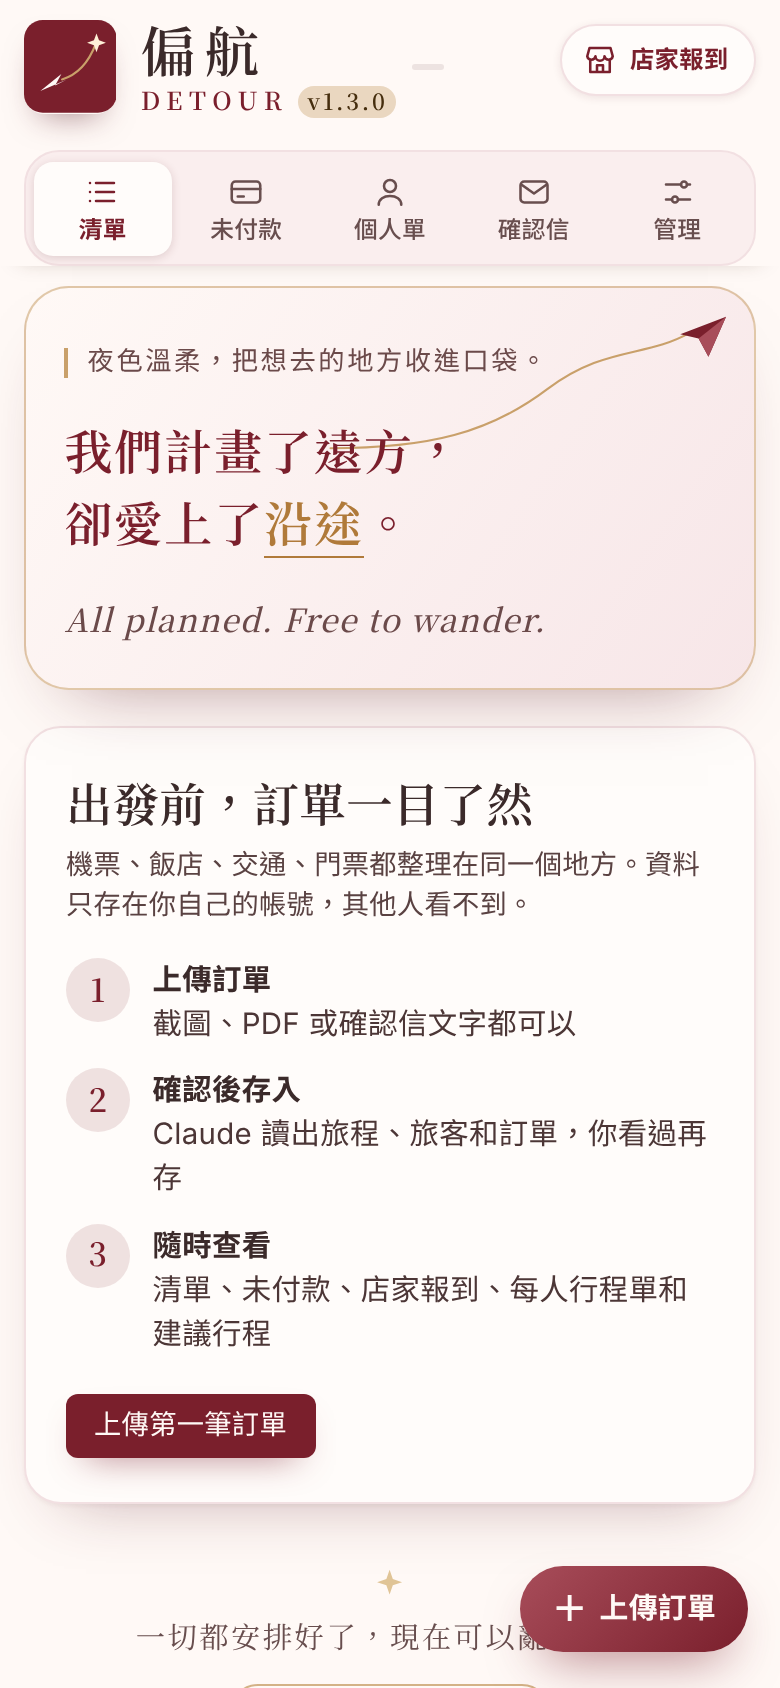 偏航
DETOUR v1.3.0
店家報到
清單
未付款
個人單
確認信
管理
夜色溫柔，把想去的地方收進口袋。
我們計畫了遠方，
卻愛上了沿途。
All planned. Free to wander.
出發前，訂單一目了然
機票、飯店、交通、門票都整理在同一個地方。資料
只存在你自己的帳號，其他人看不到。
1
上傳訂單
截圖、PDF 或確認信文字都可以
2
確認後存入
Claude 讀出旅程、旅客和訂單，你看過再
存
3
隨時查看
清單、未付款、店家報到、每人行程單和
建議行程
上傳第一筆訂單
一切都安排好了，現在可以
上傳訂單